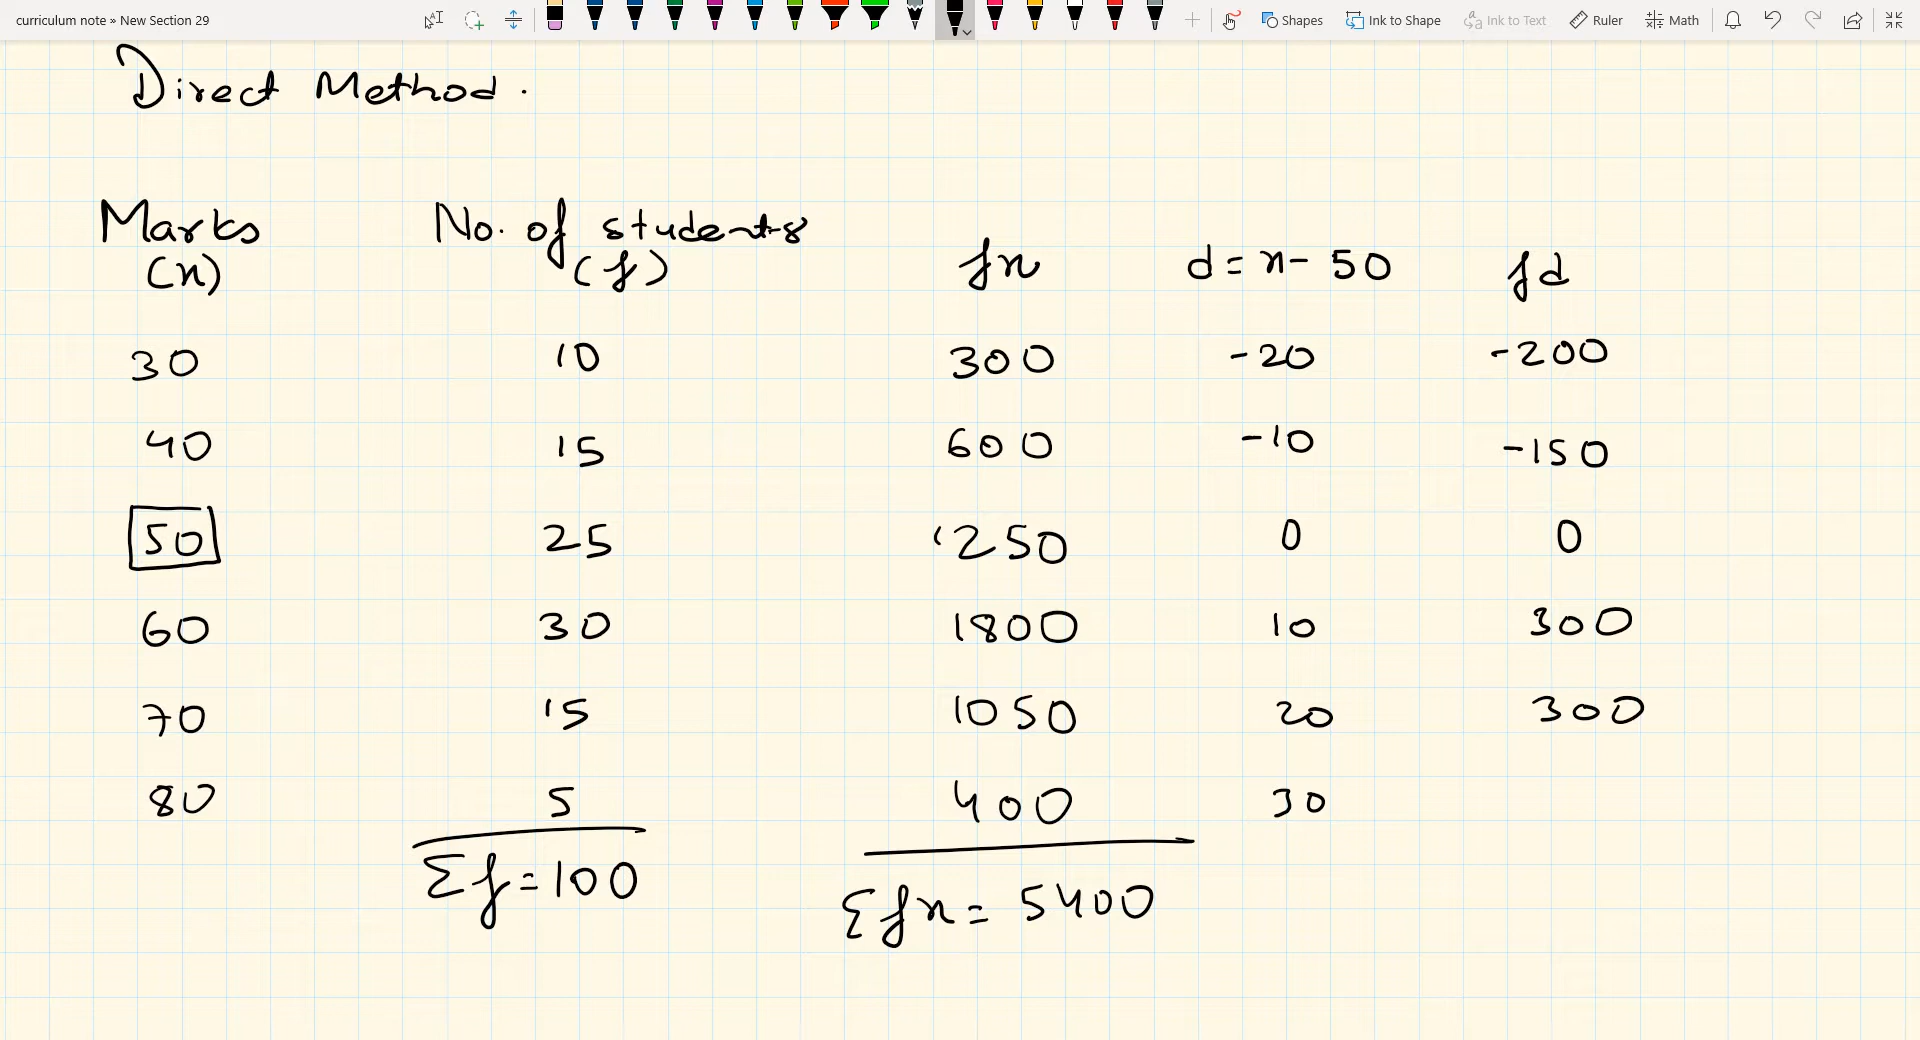 curriculum note » New Section 29
Shapes Ink to Shape Ink to Text Ruler Math
Direct Method.
Marks No. of students
(x) (f) fx d = x - 50 fd
30 10 300 -20 -200
40 15 600 -10 -150
50 25 1250 0 0
60 30 1800 10 300
70 15 1050 20 300
80 5 400 30
Σf = 100 Σfx = 5400